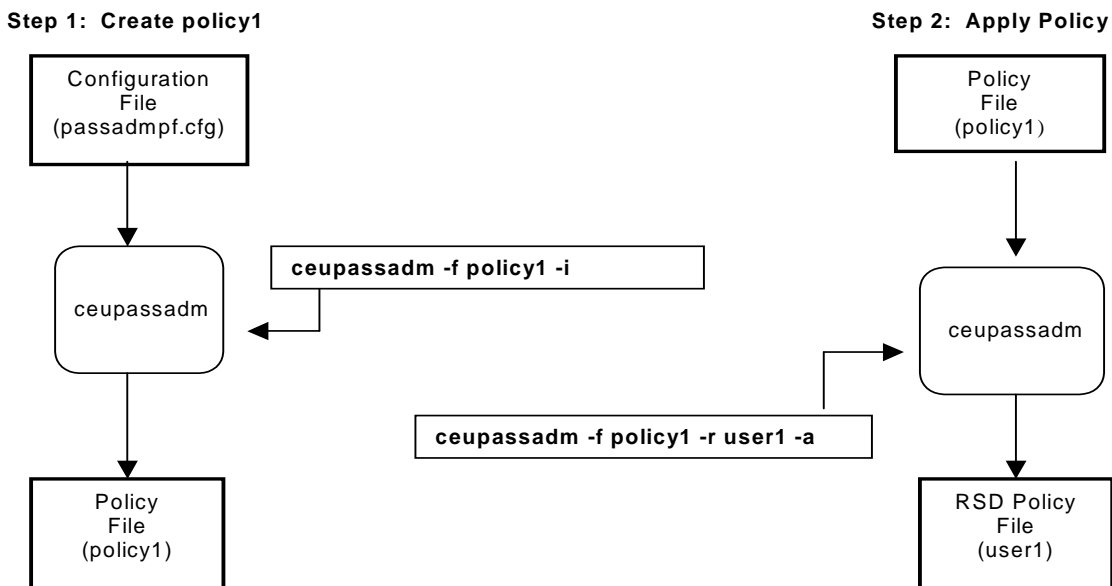 Step 1: Create policy1
Configuration
File
(passadmpf.cfg)
ceupassadm
ceupassadm -f policy1 -i
Policy
File
(policy1)
Step 2: Apply Policy
Policy
File
(policy1)
ceupassadm
ceupassadm -f policy1 -r user1 -a
RSD Policy
File
(user1)